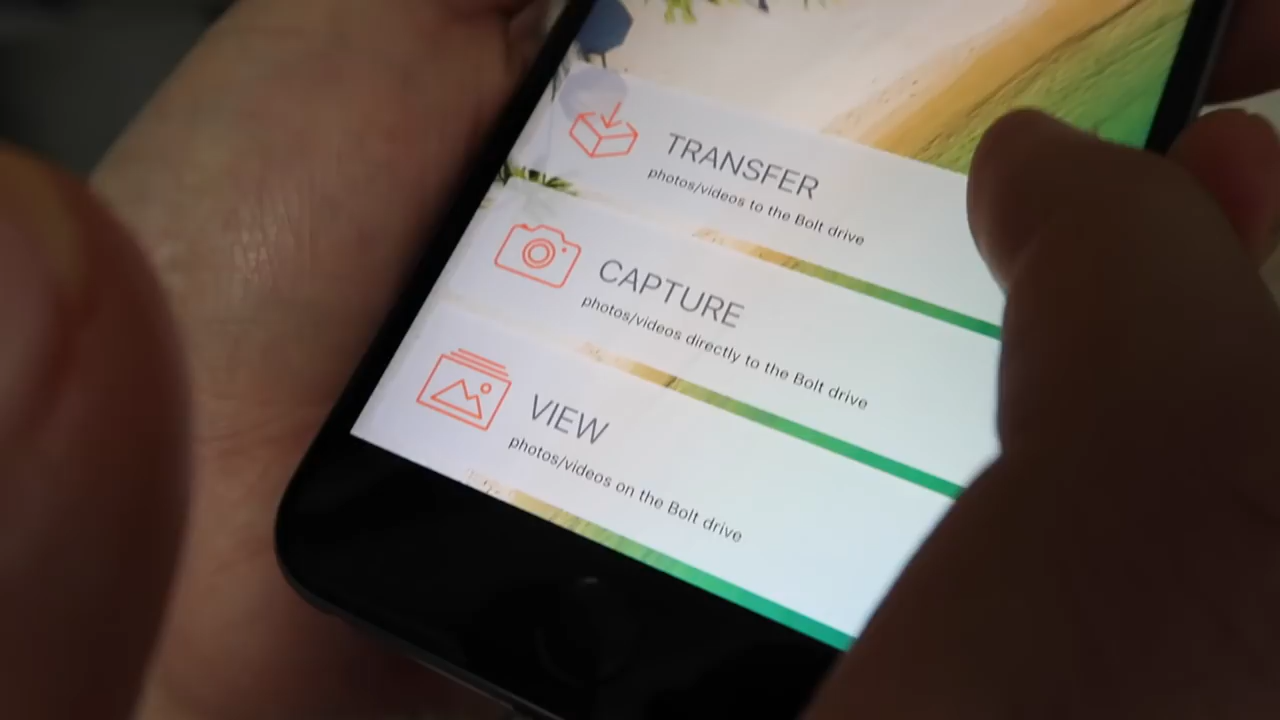 TRANSFER
photos/videos to the Bolt drive
CAPTURE
photos/videos directly to the Bolt drive
VIEW
photos/videos on the Bolt drive